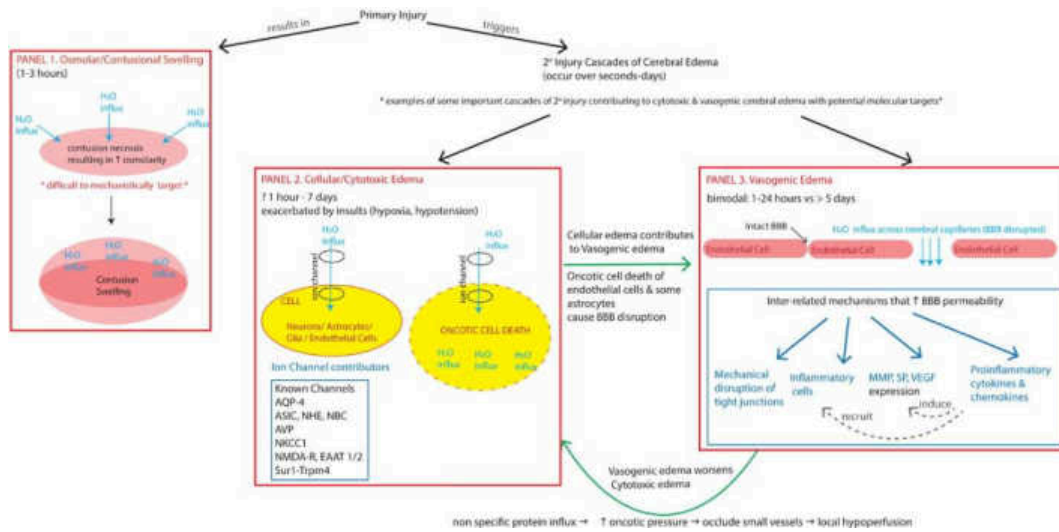 Primary Injury
results in
triggers
2° Injury Cascades of Cerebral Edema
(occur over seconds-days)
* examples of some important cascades of 2° injury contributing to cytotoxic & vasogenic cerebral edema with potential molecular targets*
PANEL 1. Osmolar/Contusional Swelling
(1-3 hours)
H₂O
influx
H₂O
influx
H₂O
influx
contusion necrosis
resulting in ↑ osmolarity
* difficult to mechanistically target *
H₂O
influx
H₂O
influx
H₂O
influx
Contusion
Swelling
PANEL 2. Cellular/Cytotoxic Edema
? 1 hour - 7 days
exacerbated by insults (hypoxia, hypotension)
H₂O
influx
H₂O
influx
ion channel
ion channel
CELL
Neurons/ Astrocytes/
Glia / Endothelial Cells
ONCOTIC CELL DEATH
H₂O
influx
H₂O
influx
H₂O
influx
Ion Channel contributors
Known Channels
AQP-4
ASIC, NHE, NBC
AVP
NKCC1
NMDA-R, EAAT 1/2
Sur1-Trpm4
Cellular edema contributes
to Vasogenic edema
Oncotic cell death of
endothelial cells & some
astrocytes
cause BBB disruption
PANEL 3. Vasogenic Edema
bimodal: 1-24 hours vs > 5 days
Intact BBB
H₂O influx across cerebral capillaries (BBB disrupted)
Endothelial Cell
Endothelial Cell
Endothelial Cell
Inter-related mechanisms that ↑ BBB permeability
Mechanical
disruption of
tight junctions
Inflammatory
cells
MMP, SP, VEGF
expression
Proinflammatory
cytokines &
chemokines
recruit
induce
Vasogenic edema worsens
Cytotoxic edema
non specific protein influx → ↑ oncotic pressure → occlude small vessels → local hypoperfusion